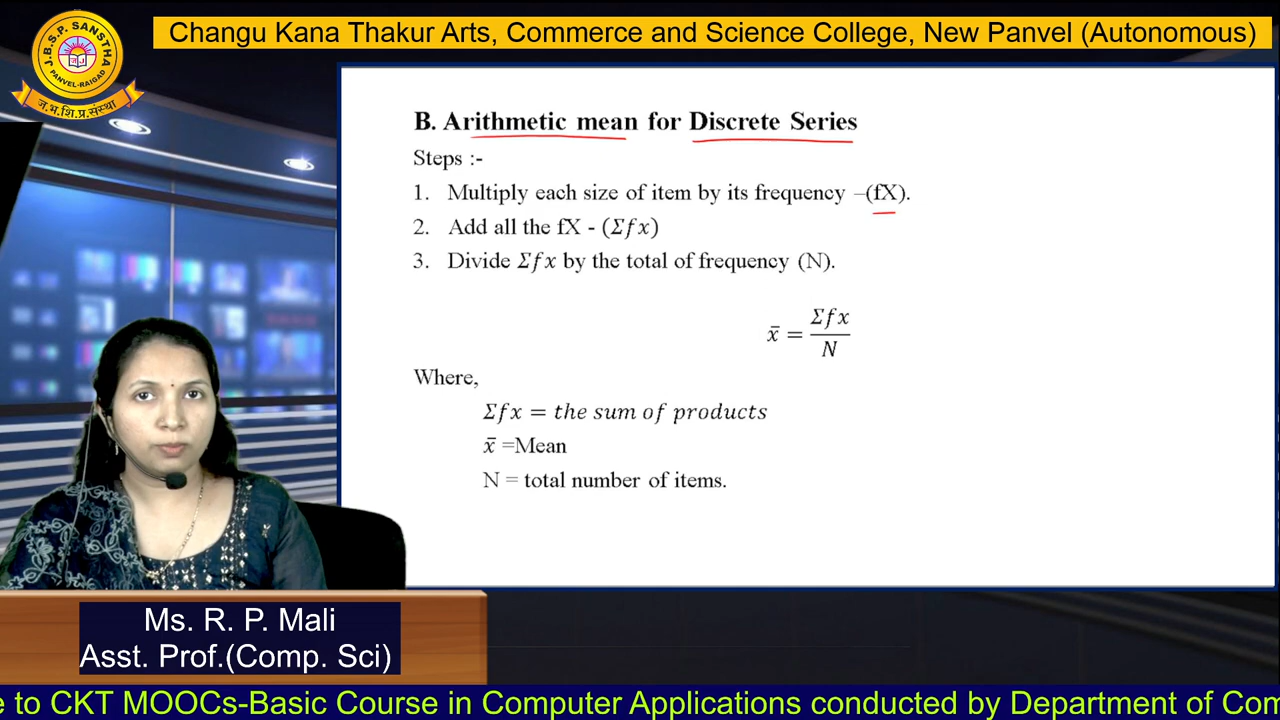 Changu Kana Thakur Arts, Commerce and Science College, New Panvel (Autonomous)
J.B.S.P. SANSTHA
PANVEL-RAIGAD
ज.भ.शि.प्र.संस्था
B. Arithmetic mean for Discrete Series
Steps :-
1. Multiply each size of item by its frequency –(fX).
2. Add all the fX - (Σfx)
3. Divide Σfx by the total of frequency (N).
x̄ = Σfx / N
Where,
Σfx = the sum of products
x̄ =Mean
N = total number of items.
Ms. R. P. Mali
Asst. Prof.(Comp. Sci)
e to CKT MOOCs-Basic Course in Computer Applications conducted by Department of Com